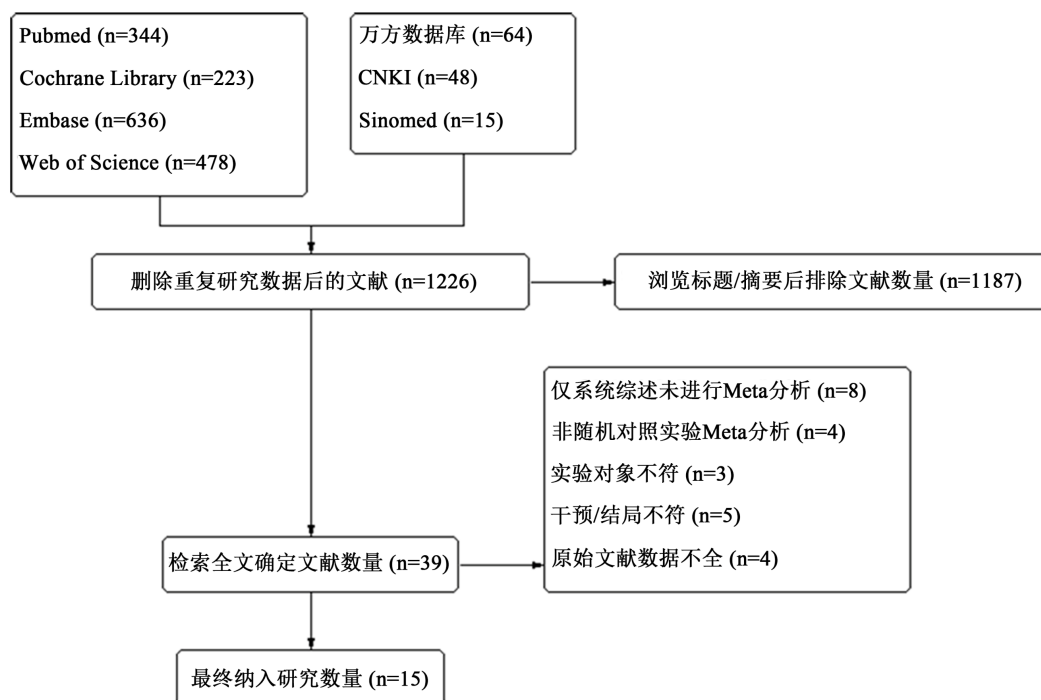 Pubmed (n=344)
Cochrane Library (n=223)
Embase (n=636)
Web of Science (n=478)
万方数据库 (n=64)
CNKI (n=48)
Sinomed (n=15)
删除重复研究数据后的文献 (n=1226)
浏览标题/摘要后排除文献数量 (n=1187)
仅系统综述未进行Meta分析 (n=8)
非随机对照实验Meta分析 (n=4)
实验对象不符 (n=3)
干预/结局不符 (n=5)
原始文献数据不全 (n=4)
检索全文确定文献数量 (n=39)
最终纳入研究数量 (n=15)